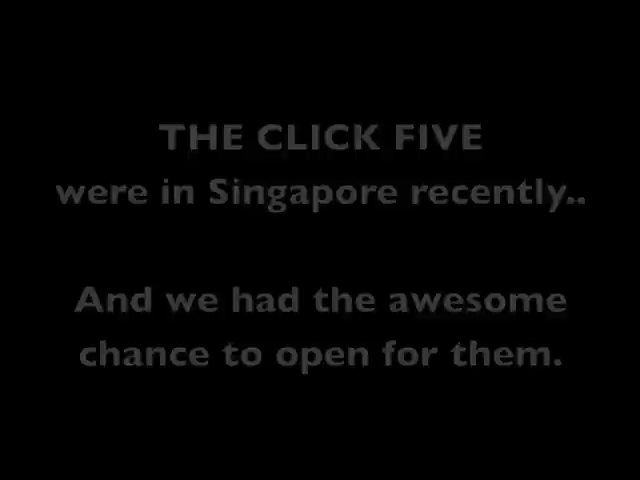 THE CLICK FIVE
were in Singapore recently..
And we had the awesome
chance to open for them.